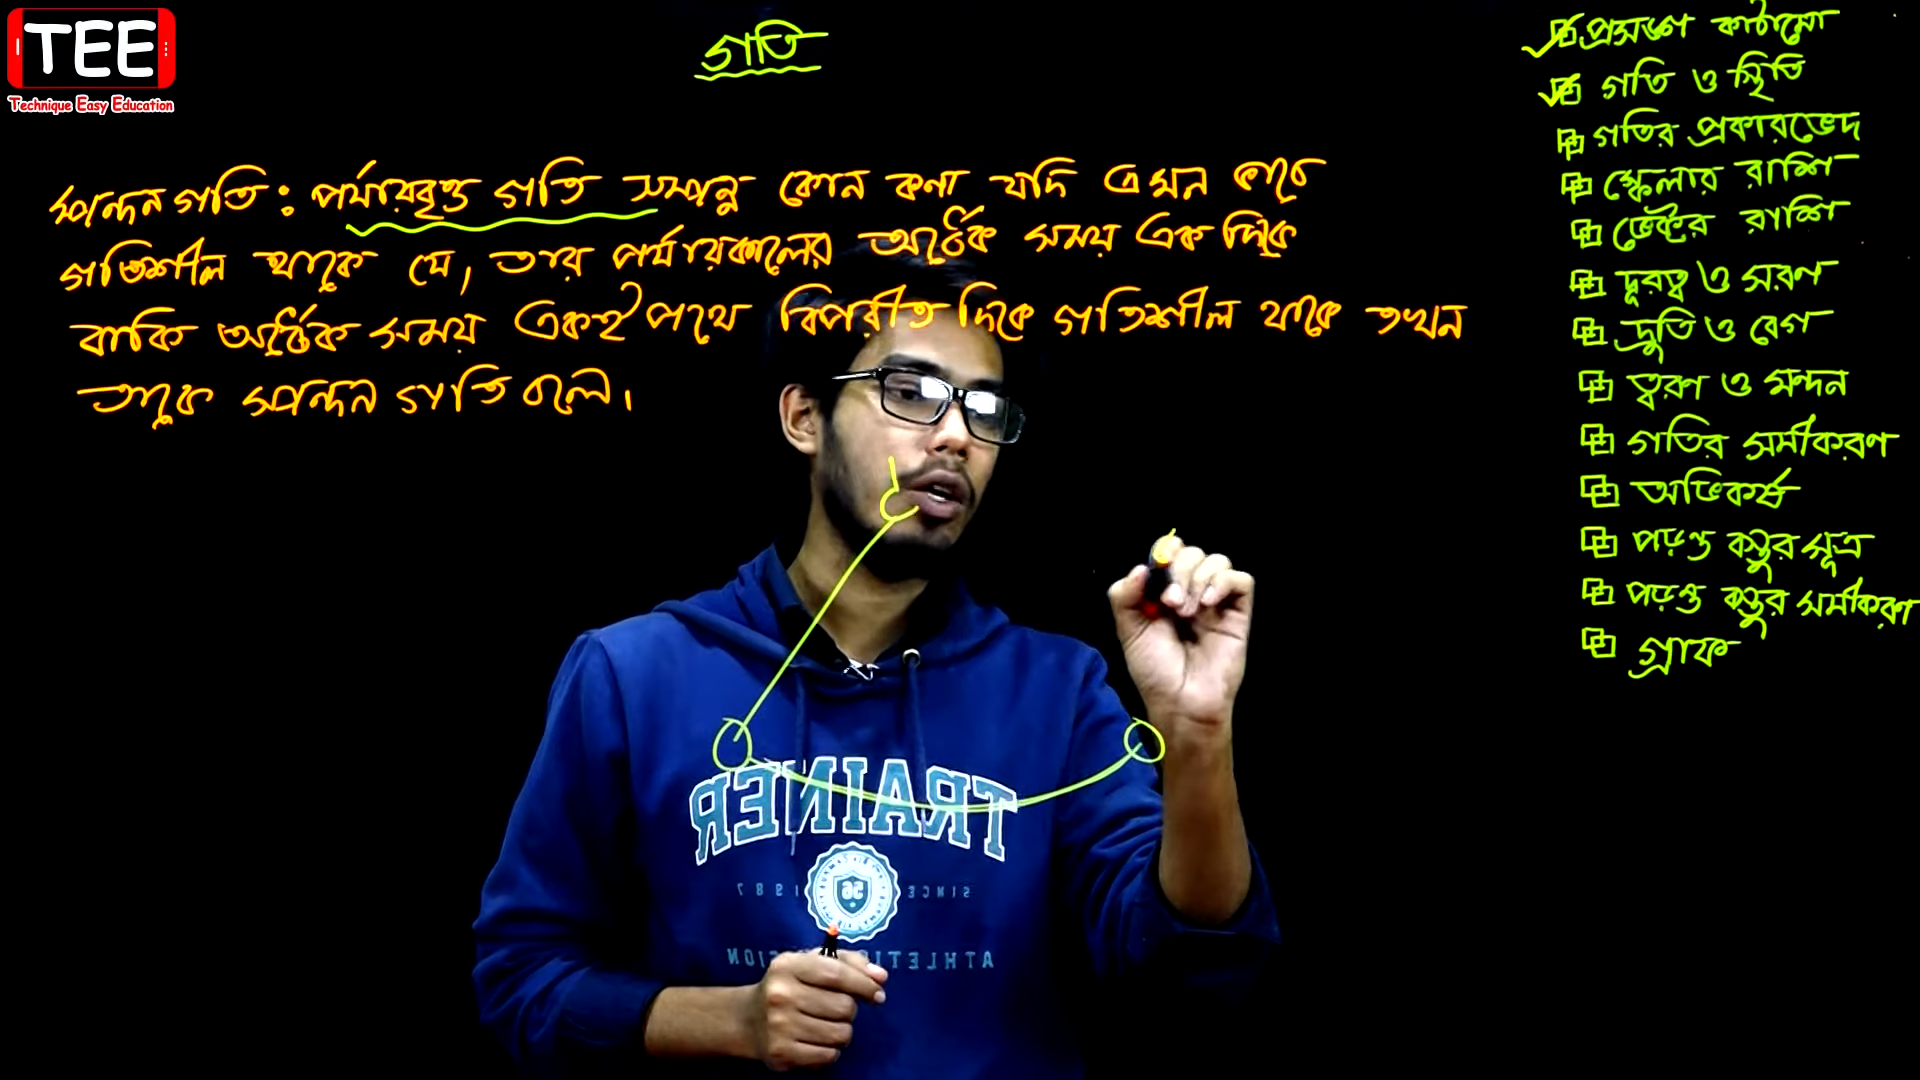 TEE
Technique Easy Education
গতি
স্পন্দন গতি : পর্যায়বৃত্ত গতি সম্পন্ন কোন কনা যদি এমন ভাবে
গতিশীল থাকে যে, তার পর্যায়কালের অর্ধেক সময় এক দিকে
বাকি অর্ধেক সময় একই পথে বিপরীত দিকে গতিশীল থাকে তখন
তাকে স্পন্দন গতি বলে।
প্রসঙ্গ কাঠামো
গতি ও স্থিতি
গতির প্রকারভেদ
স্কেলার রাশি
ভেক্টর রাশি
দূরত্ব ও সরণ
দ্রুতি ও বেগ
ত্বরণ ও মন্দন
গতির সমীকরণ
অভিকর্ষ
পড়ন্ত বস্তুর সূত্র
পড়ন্ত বস্তুর সমীকরণ
গ্রাফ
TRAINER
SINCE 1987
56
ATHLETIC